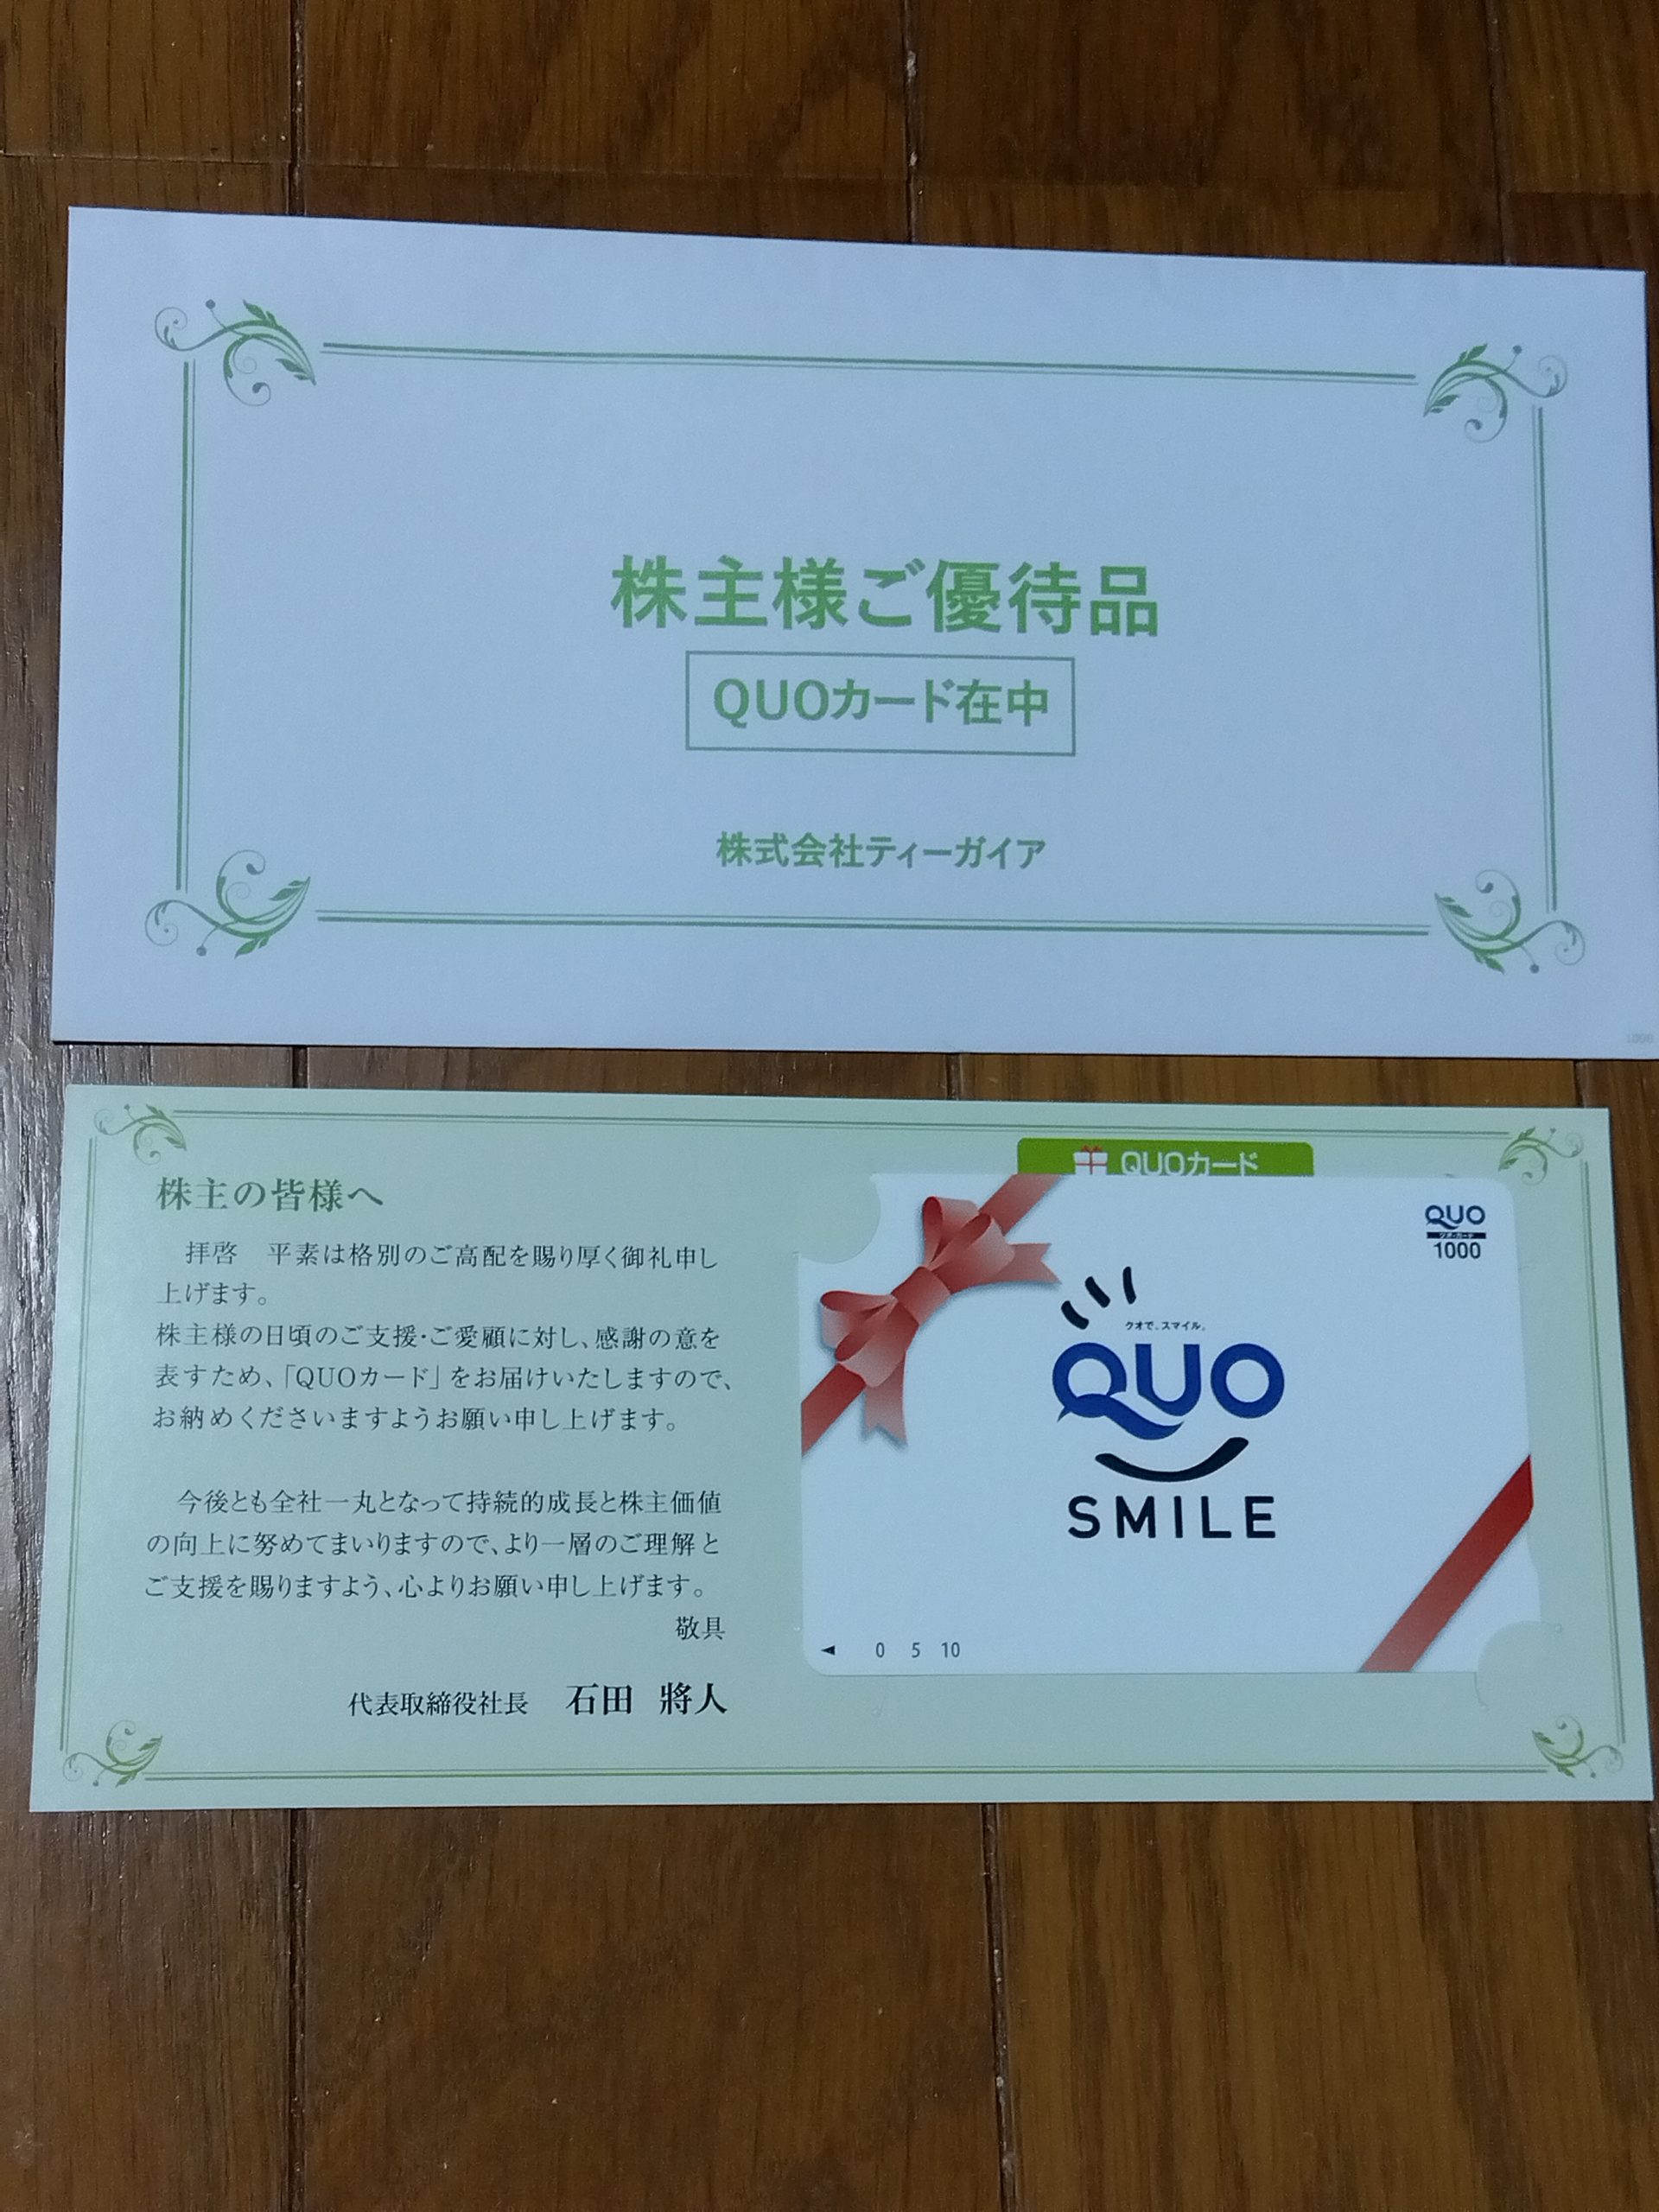 株主様ご優待品
QUOカード在中
株式会社ティーガイア
1000
株主の皆様へ
拝啓　平素は格別のご高配を賜り厚く御礼申し
上げます。
株主様の日頃のご支援・ご愛顧に対し、感謝の意を
表すため、「QUOカード」をお届けいたしますので、
お納めくださいますようお願い申し上げます。
今後とも全社一丸となって持続的成長と株主価値
の向上に努めてまいりますので、より一層のご理解と
ご支援を賜りますよう、心よりお願い申し上げます。
敬具
代表取締役社長　石田　將人
QUOカード
QUO
クオ・カード
1000
クオで、スマイル。
QUO
SMILE
◄ 0 5 10